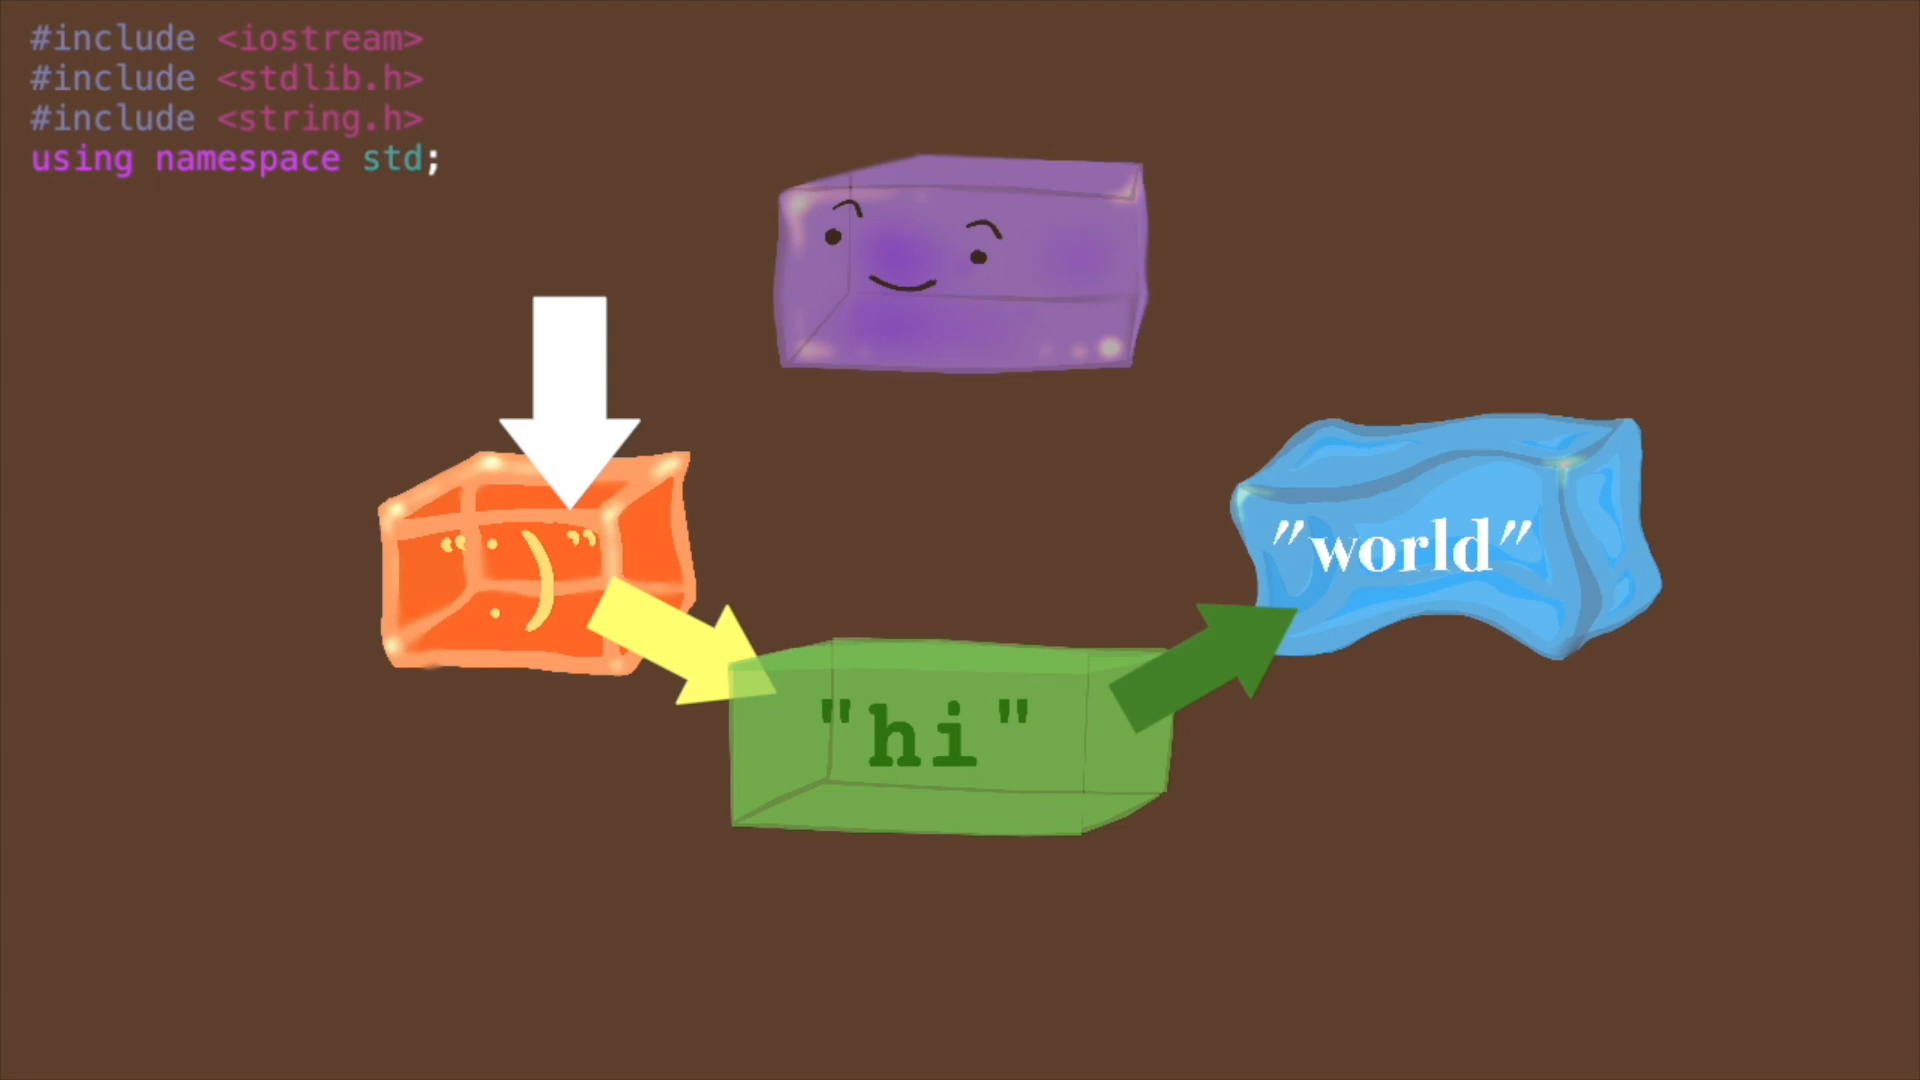 #include <iostream>
#include <stdlib.h>
#include <string.h>
using namespace std;
“:)”
"world"
"hi"